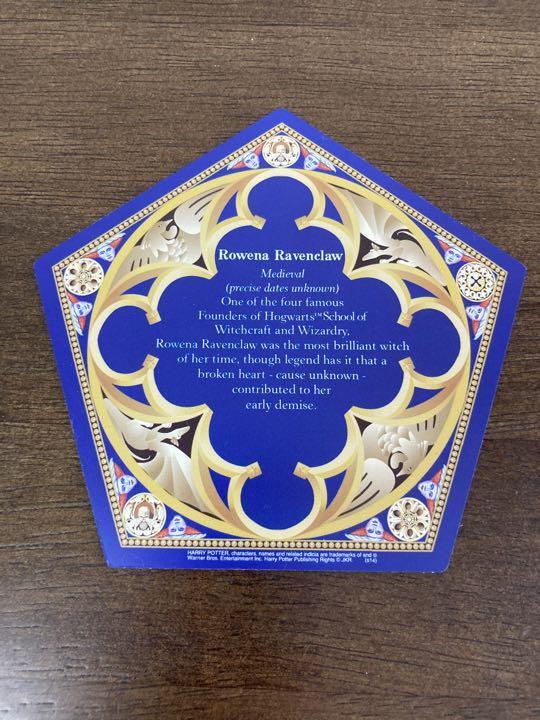 Rowena Ravenclaw
Medieval
(precise dates unknown)
One of the four famous
Founders of Hogwarts™School of
Witchcraft and Wizardry,
Rowena Ravenclaw was the most brilliant witch
of her time, though legend has it that a
broken heart - cause unknown -
contributed to her
early demise.
HARRY POTTER, characters, names and related indicia are trademarks of and ©
Warner Bros. Entertainment Inc. Harry Potter Publishing Rights © JKR.
(s14)